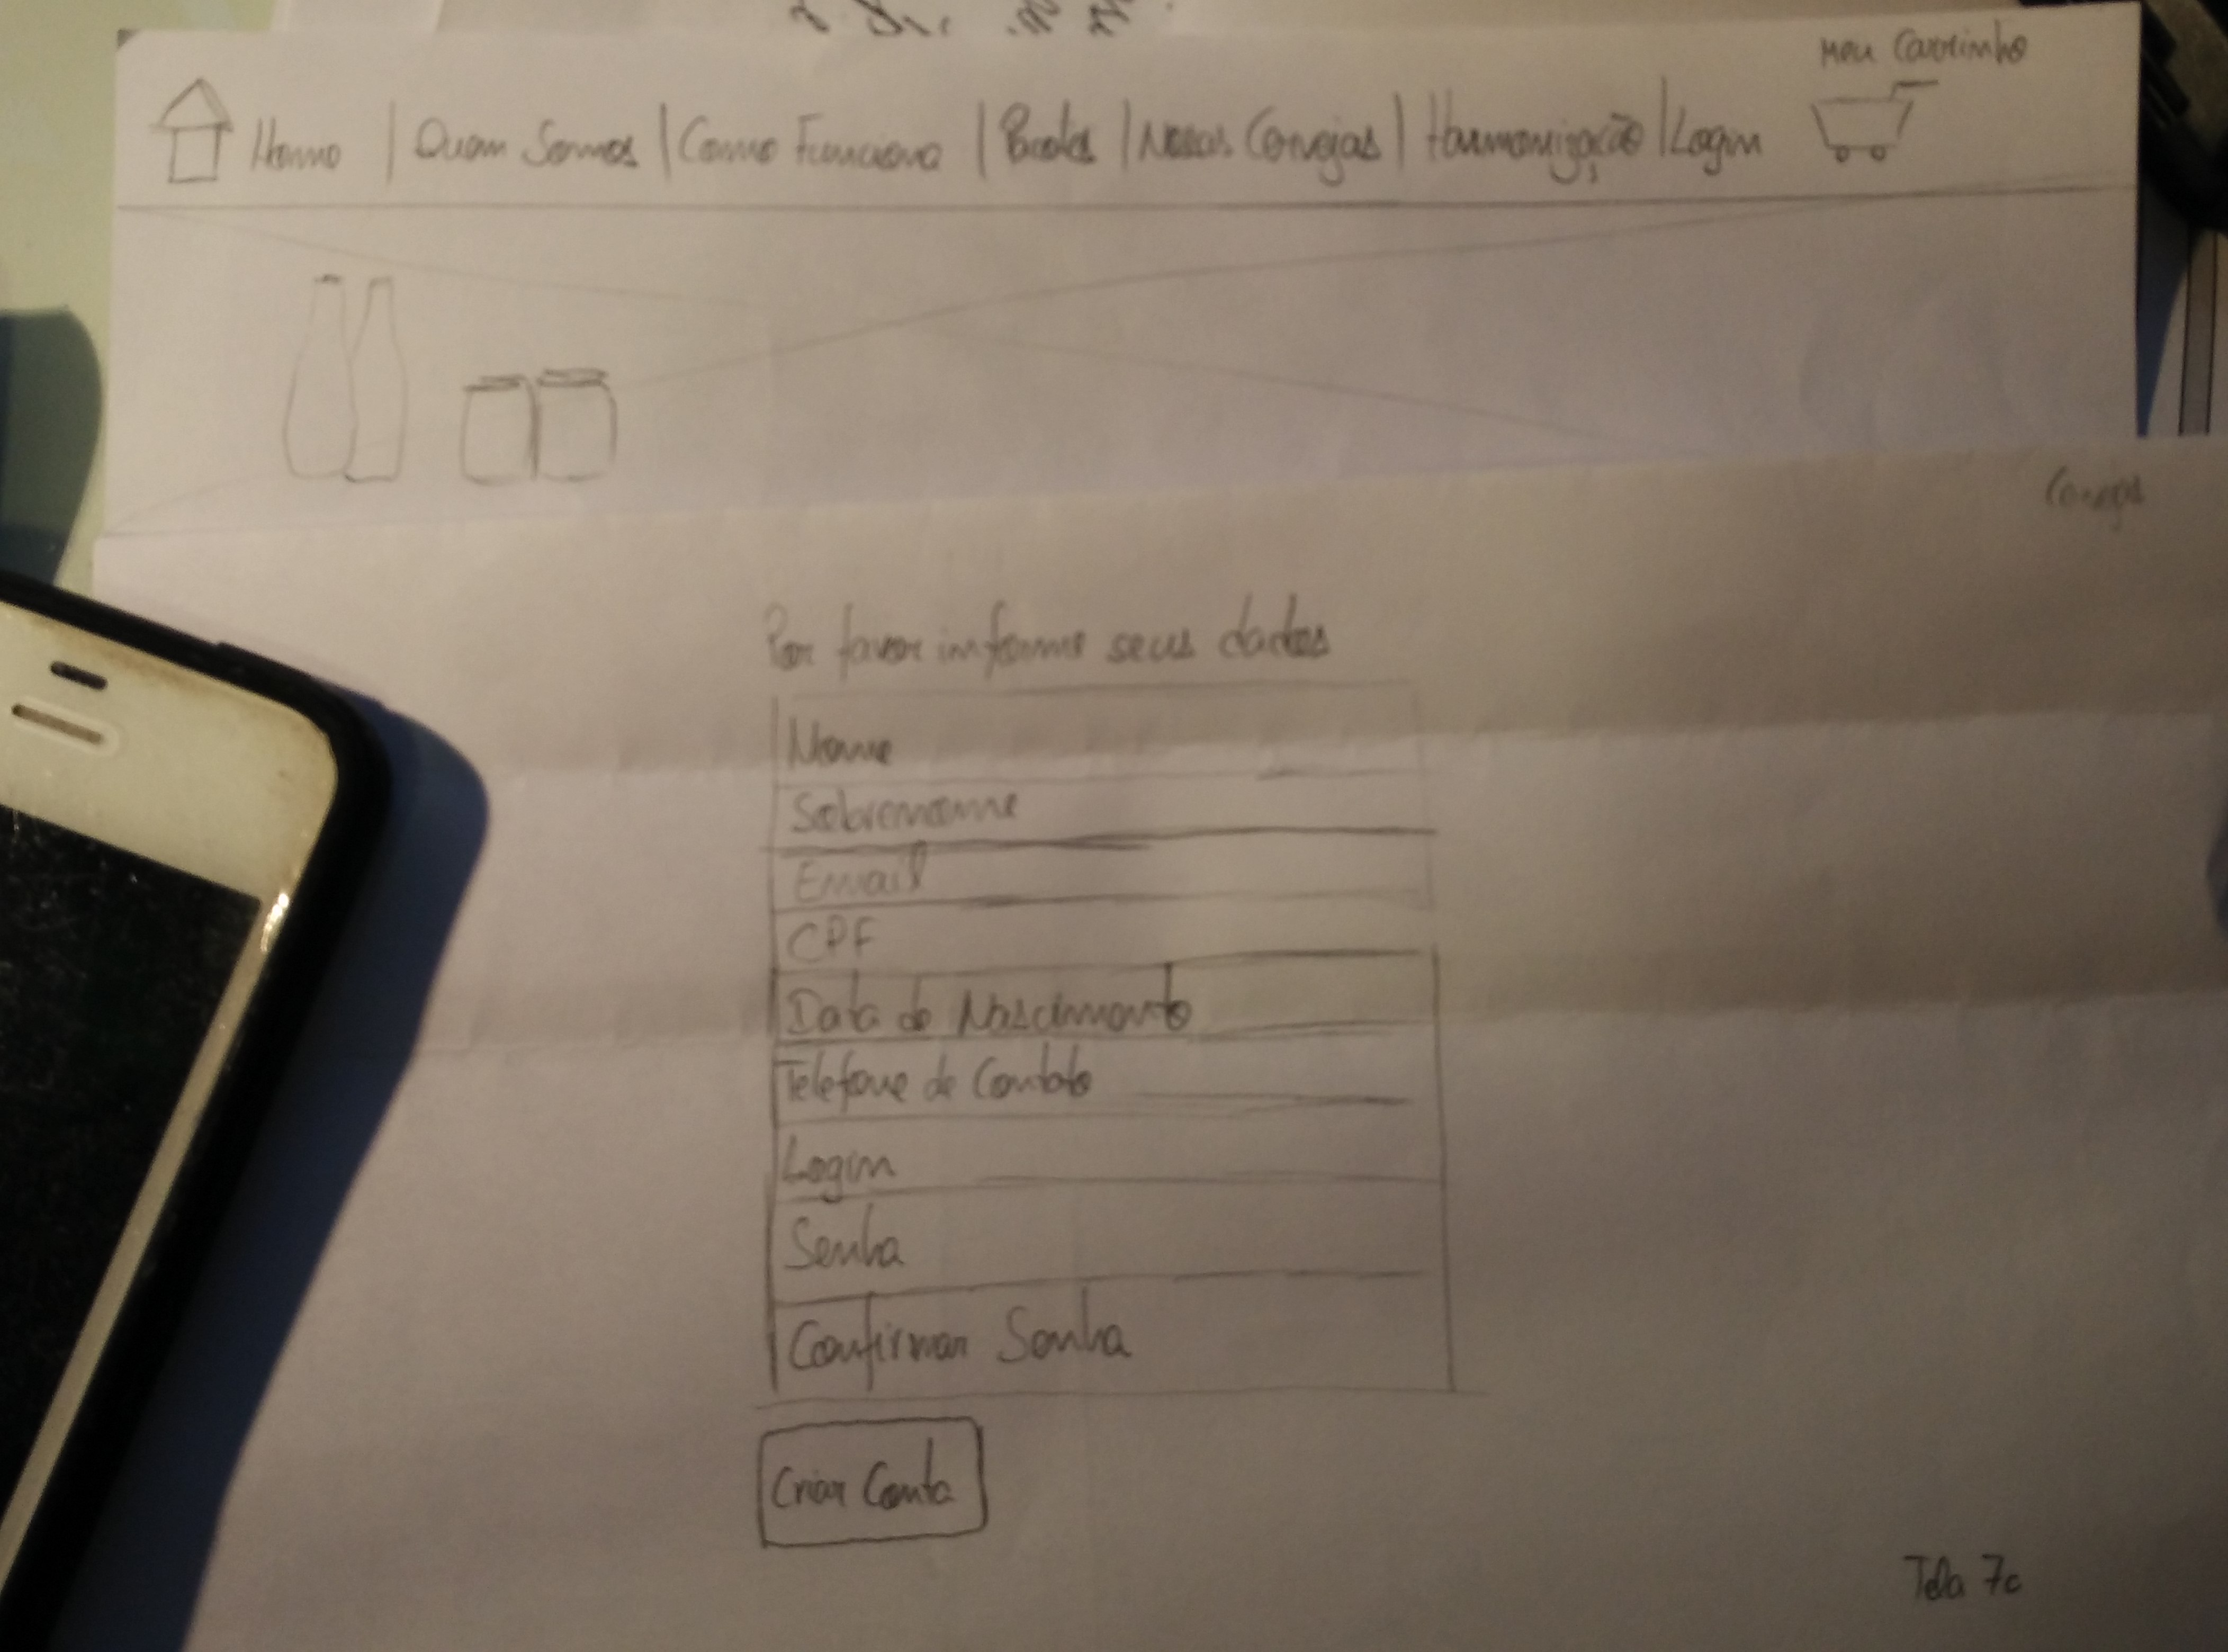 Meu Carrinho
Home | Quem Somos | Como Funciona | Pacotes | Nossas Cervejas | Harmonização | Login
Cervejas
Por favor informe seus dados
Nome
Sobrenome
Email
CPF
Data de Nascimento
Telefone de Contato
Login
Senha
Confirmar Senha
Criar Conta
Tela 7c